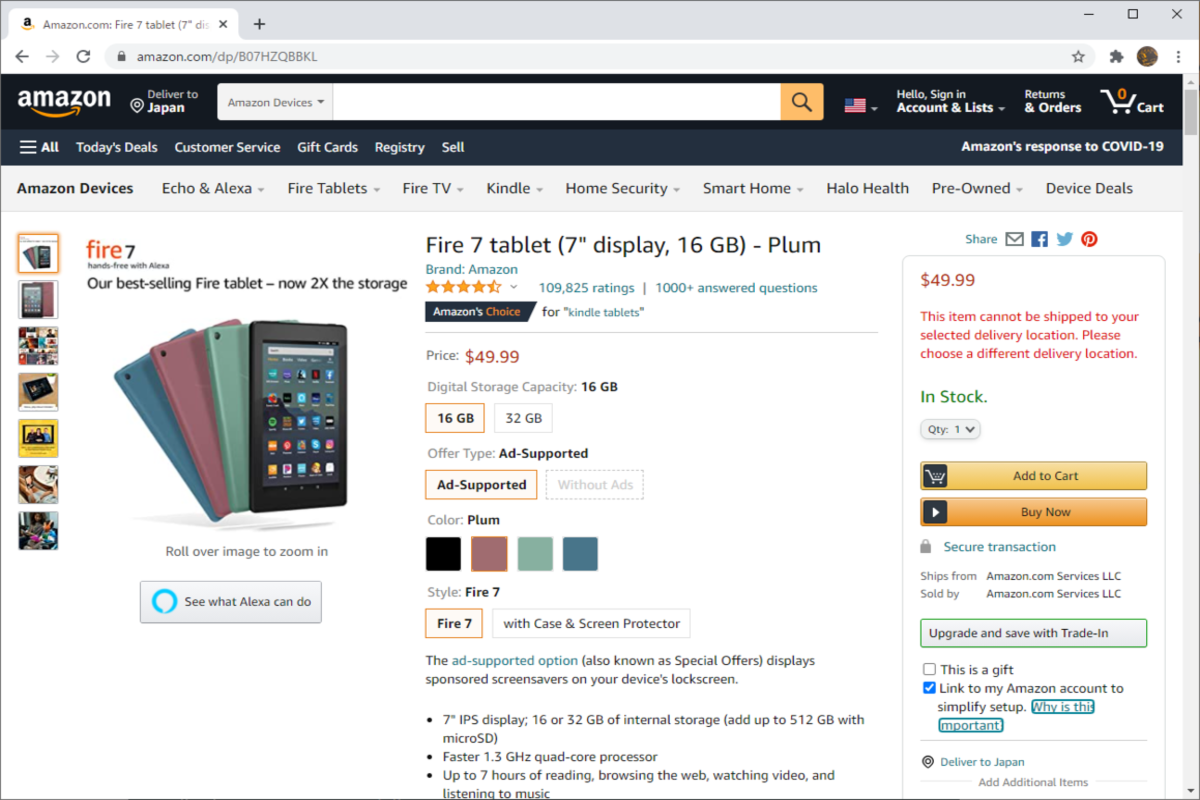 Amazon.com: Fire 7 tablet (7" dis
amazon.com/dp/B07HZQBBKL
amazon
Deliver to
Japan
Amazon Devices
Hello, Sign in
Account & Lists
Returns
& Orders
0
Cart
All
Today's Deals
Customer Service
Gift Cards
Registry
Sell
Amazon's response to COVID-19
Amazon Devices
Echo & Alexa
Fire Tablets
Fire TV
Kindle
Home Security
Smart Home
Halo Health
Pre-Owned
Device Deals
fire 7
hands-free with Alexa
Our best-selling Fire tablet – now 2X the storage
Roll over image to zoom in
See what Alexa can do
Fire 7 tablet (7" display, 16 GB) - Plum
Brand: Amazon
109,825 ratings | 1000+ answered questions
Amazon's Choice for "kindle tablets"
Price: $49.99
Digital Storage Capacity: 16 GB
16 GB
32 GB
Offer Type: Ad-Supported
Ad-Supported
Without Ads
Color: Plum
Style: Fire 7
Fire 7
with Case & Screen Protector
The ad-supported option (also known as Special Offers) displays
sponsored screensavers on your device's lockscreen.
• 7" IPS display; 16 or 32 GB of internal storage (add up to 512 GB with
microSD)
• Faster 1.3 GHz quad-core processor
• Up to 7 hours of reading, browsing the web, watching video, and
listening to music
Share
$49.99
This item cannot be shipped to your
selected delivery location. Please
choose a different delivery location.
In Stock.
Qty: 1
Add to Cart
Buy Now
Secure transaction
Ships from Amazon.com Services LLC
Sold by Amazon.com Services LLC
Upgrade and save with Trade-In
This is a gift
Link to my Amazon account to
simplify setup. Why is this
important?
Deliver to Japan
Add Additional Items